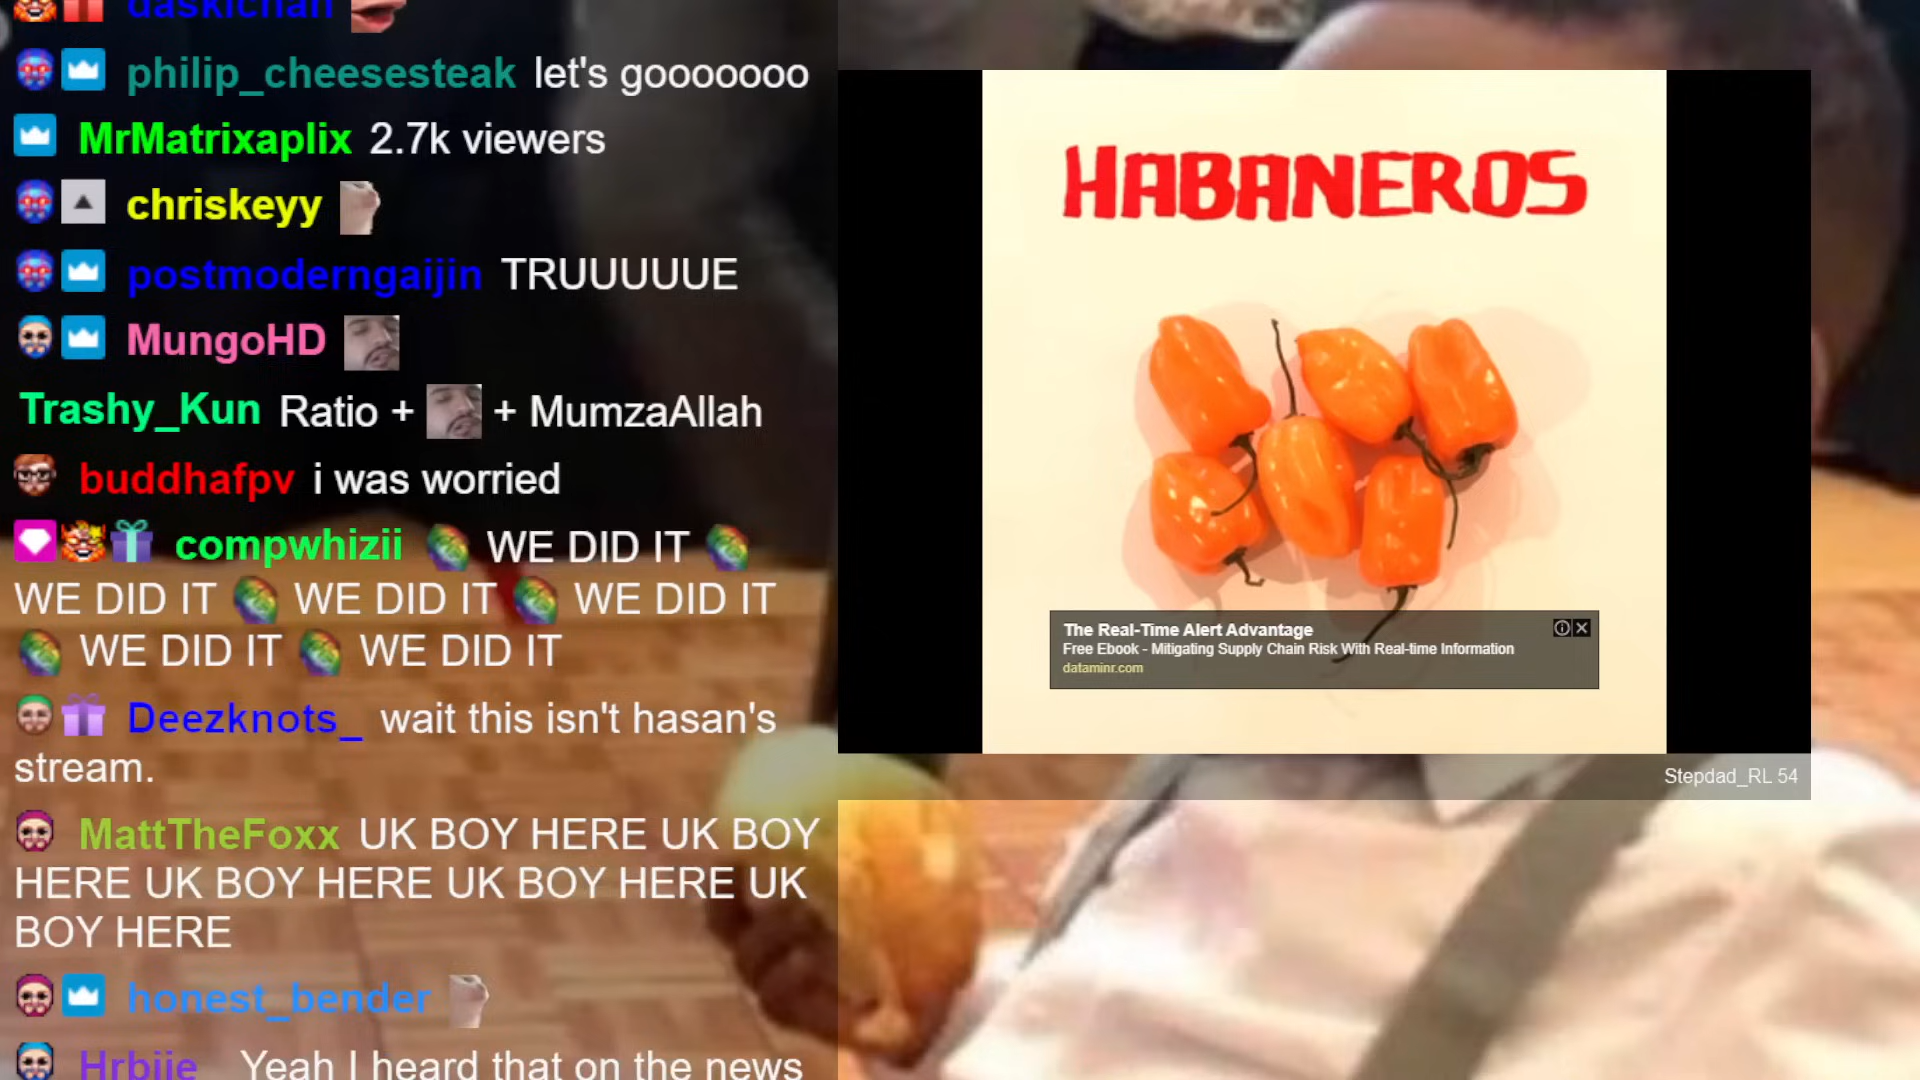 daskichan
philip_cheesesteak let's gooooooo
MrMatrixaplix 2.7k viewers
chriskeyy
postmoderngaijin TRUUUUUE
MungoHD
Trashy_Kun Ratio + + MumzaAllah
buddhafpv i was worried
compwhizii WE DID IT
WE DID IT WE DID IT WE DID IT
WE DID IT WE DID IT
Deezknots_ wait this isn't hasan's
stream.
MattTheFoxx UK BOY HERE UK BOY
HERE UK BOY HERE UK BOY HERE UK
BOY HERE
honest_bender
Hrbiie Yeah I heard that on the news
HABANEROS
The Real-Time Alert Advantage
Free Ebook - Mitigating Supply Chain Risk With Real-time Information
dataminr.com
Stepdad_RL 54